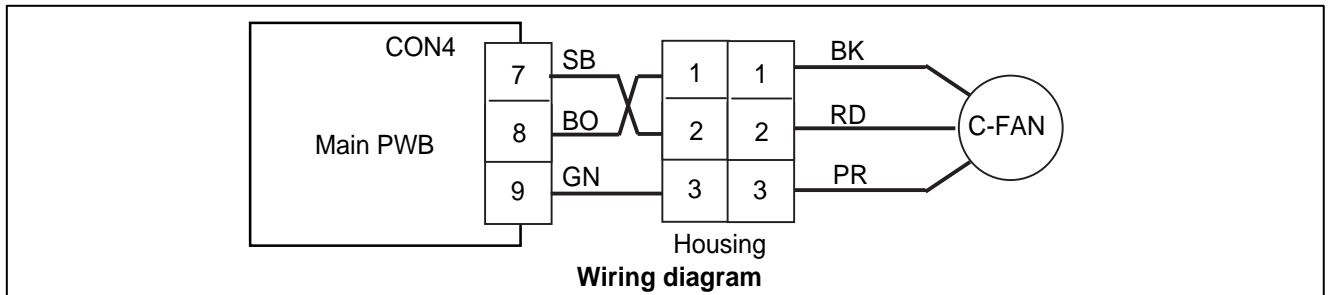 CON4
7 SB 1 1 BK
8 BO 2 2 RD C-FAN
Main PWB
9 GN 3 3 PR
Housing
Wiring diagram